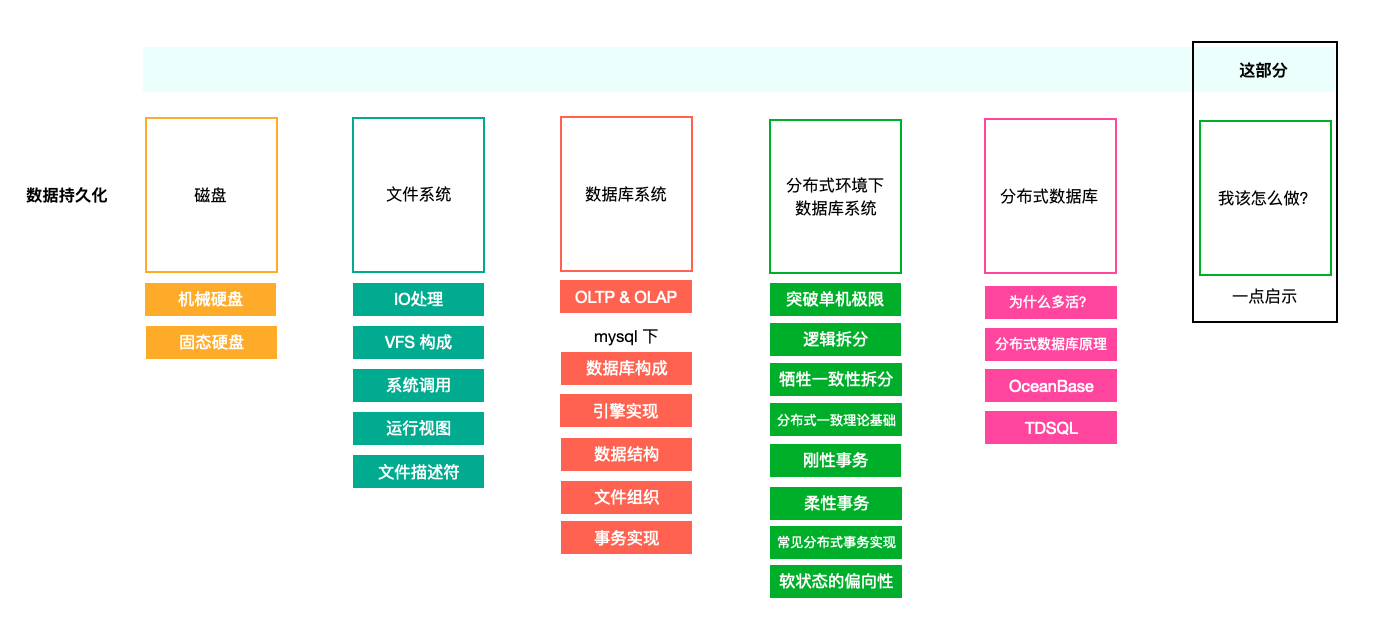 这部分
数据持久化
磁盘
机械硬盘
固态硬盘
文件系统
IO处理
VFS 构成
系统调用
运行视图
文件描述符
数据库系统
OLTP & OLAP
mysql 下
数据库构成
引擎实现
数据结构
文件组织
事务实现
分布式环境下
数据库系统
突破单机极限
逻辑拆分
牺牲一致性拆分
分布式一致理论基础
刚性事务
柔性事务
常见分布式事务实现
软状态的偏向性
分布式数据库
为什么多活?
分布式数据库原理
OceanBase
TDSQL
我该怎么做?
一点启示